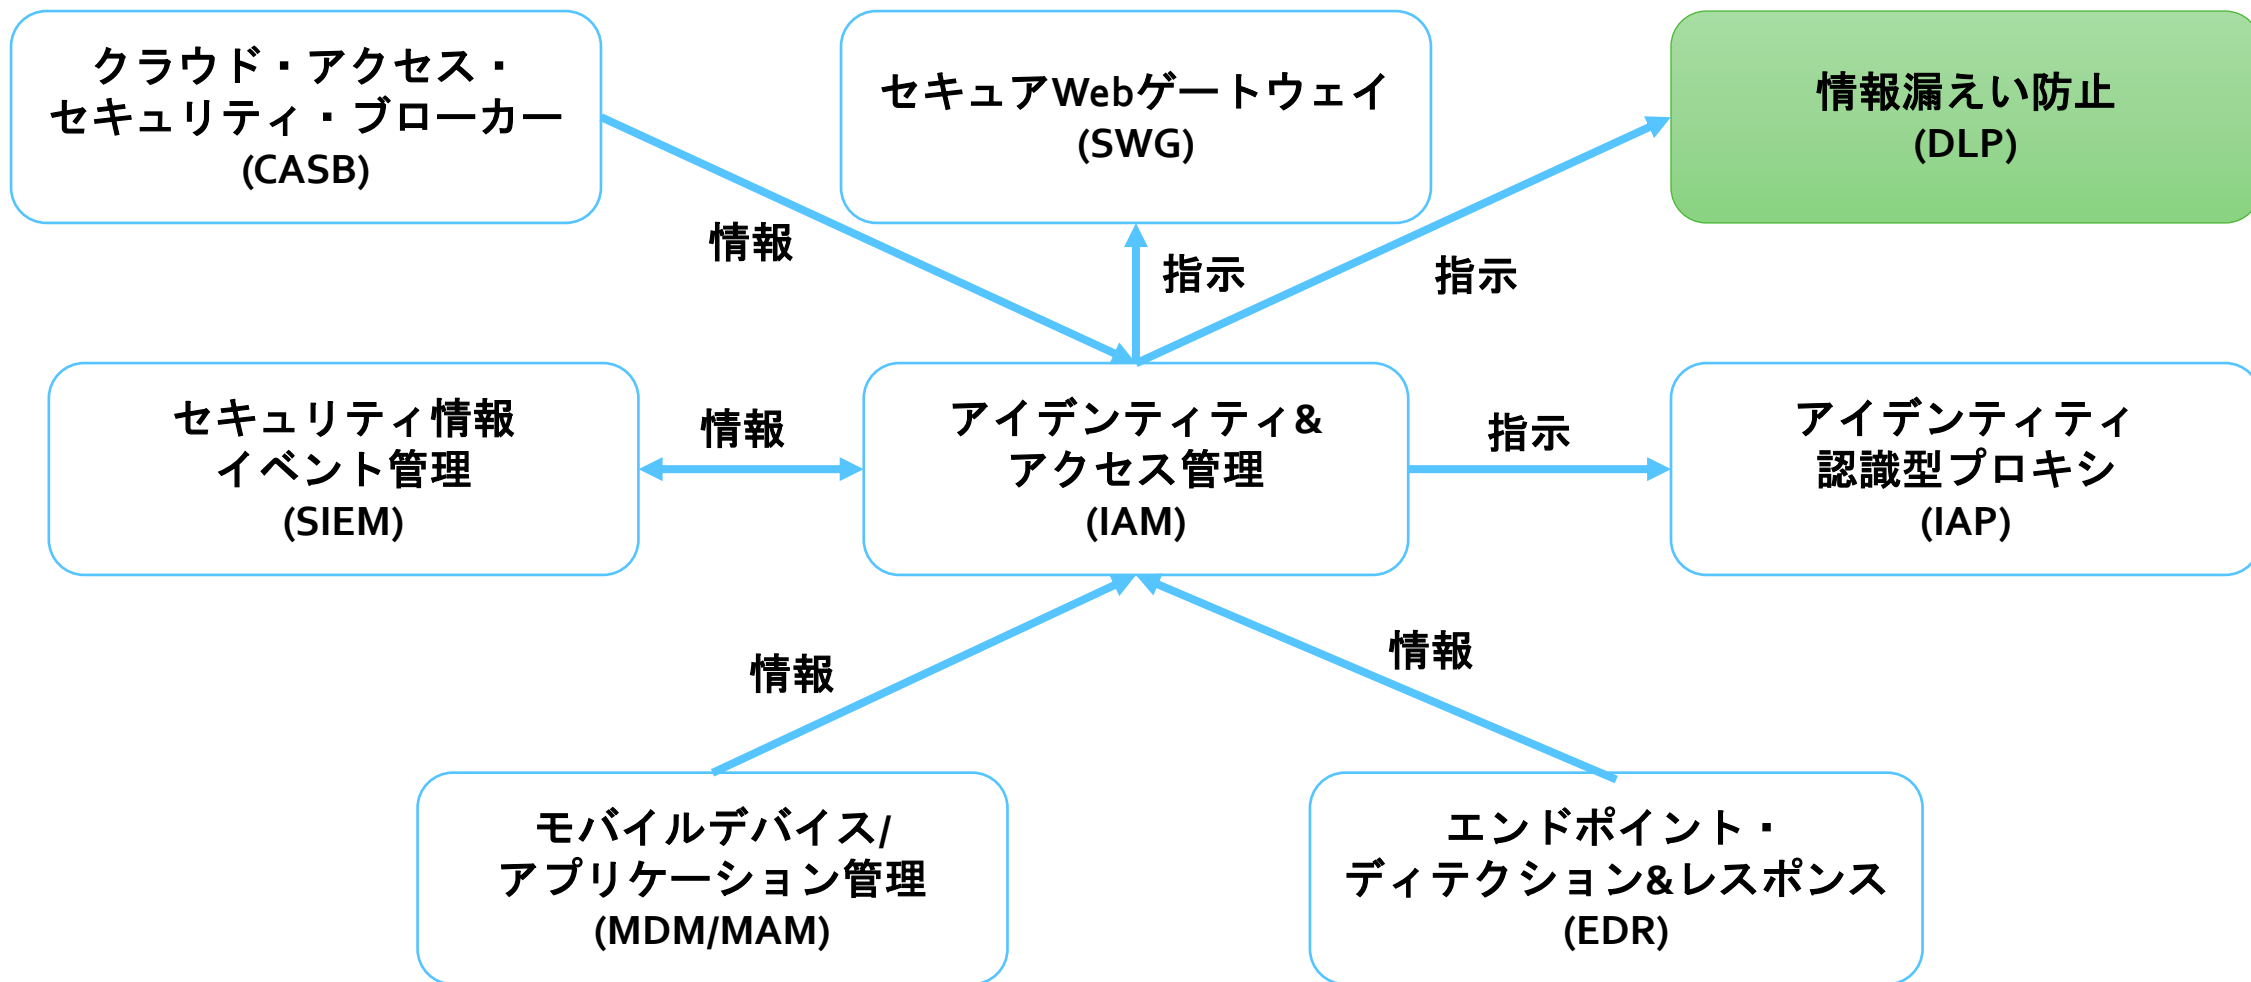 クラウド・アクセス・
セキュリティ・ブローカー
(CASB)
セキュアWebゲートウェイ
(SWG)
情報漏えい防止
(DLP)
情報
指示
指示
セキュリティ情報
イベント管理
(SIEM)
情報
アイデンティティ&
アクセス管理
(IAM)
指示
アイデンティティ
認識型プロキシ
(IAP)
情報
情報
モバイルデバイス/
アプリケーション管理
(MDM/MAM)
エンドポイント・
ディテクション&レスポンス
(EDR)